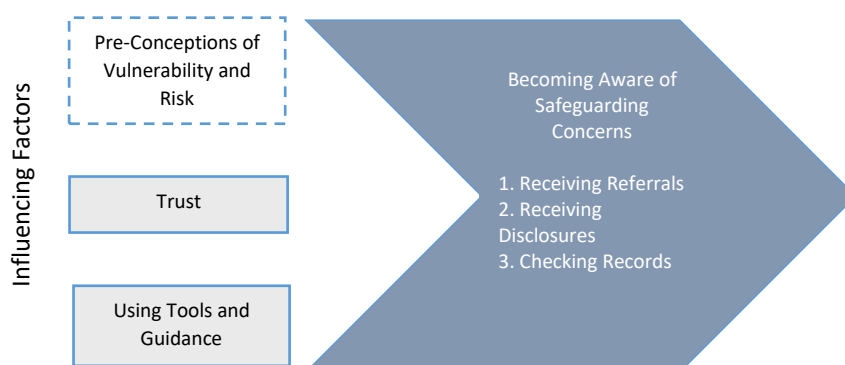 Influencing Factors
Pre-Conceptions of
Vulnerability and
Risk
Trust
Using Tools and
Guidance
Becoming Aware of
Safeguarding
Concerns
1. Receiving Referrals
2. Receiving
Disclosures
3. Checking Records